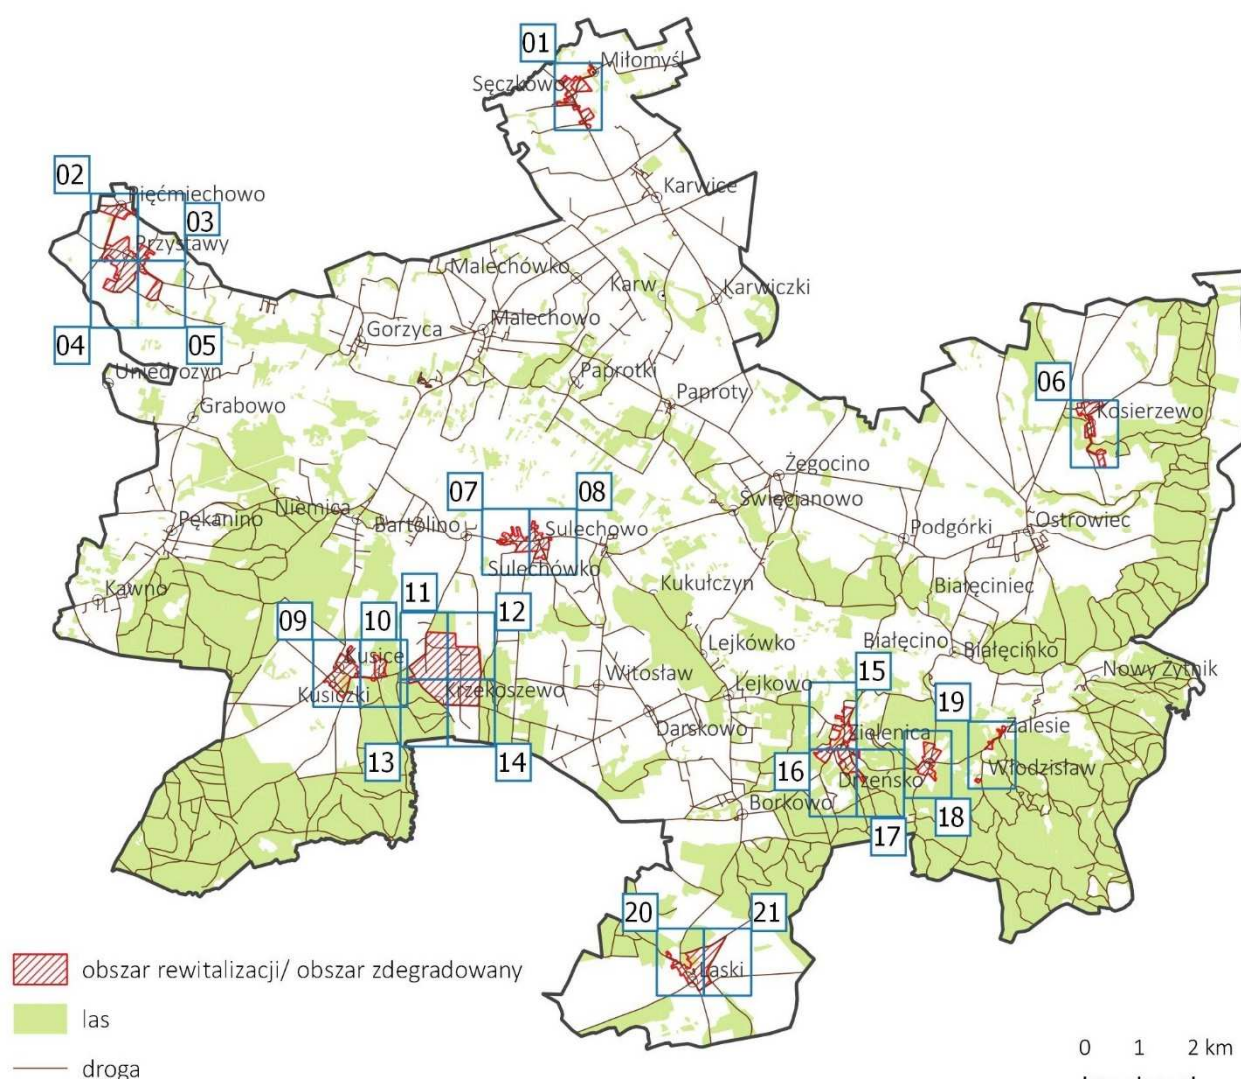 01
Miłomyśl
Sęczkowo
02
Pięćmiechowo
03
Karwice
Przystawy
Malechówko
Karw
Karwiczki
04
05
Gorzyca
Malechowo
Uniedrożyn
Paprotki
Paproty
06
Kosierzewo
Grabowo
Żegocino
07
08
Święcianowo
Niemica
Bartolino
Sulechowo
Pękanino
Podgórki
Ostrowiec
Sulechówko
Kawno
Kukułczyn
Białęciniec
11
12
09
10
Lejkówko
Białęcino
Białęcinko
Kusice
Nowy Żytnik
Kusiczki
Krzekoszewo
Witosław
Lejkowo
15
19
Darskowo
Zielenica
Zalesie
13
14
16
Drzeńsko
Włodzisław
Borkowo
17
18
20
21
Laski
obszar rewitalizacji/ obszar zdegradowany
las
droga
0 1 2 km